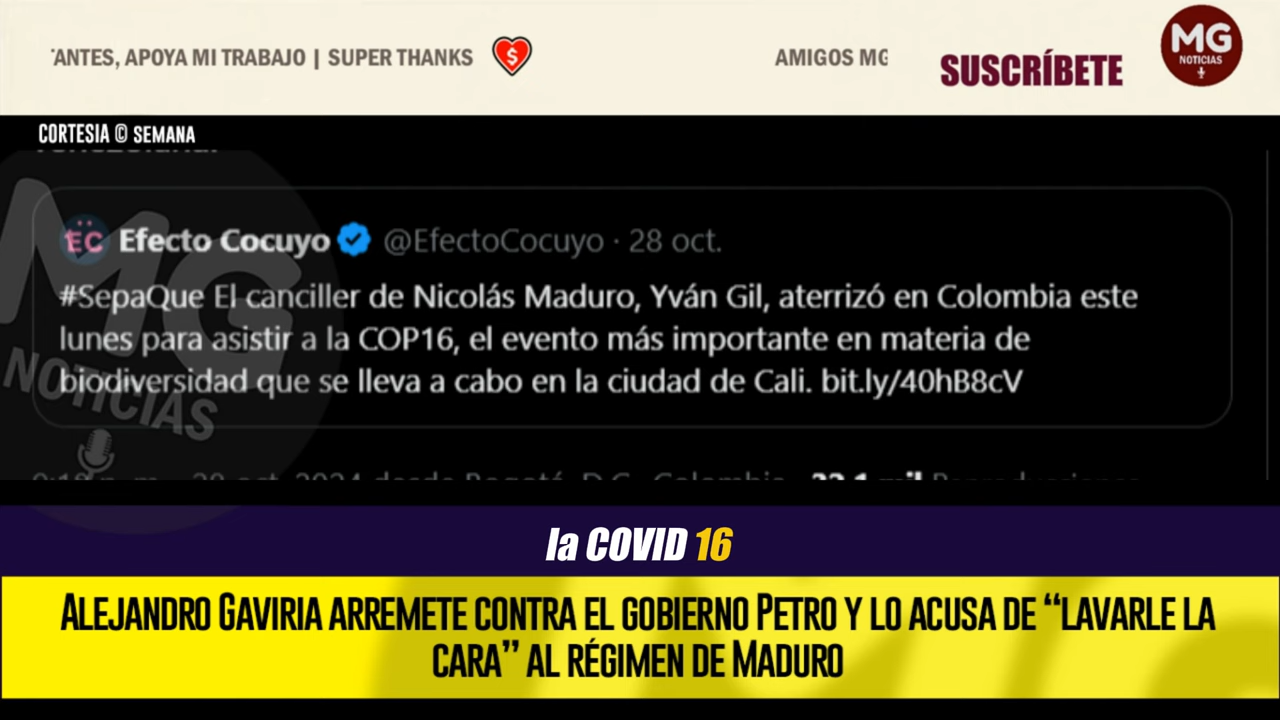 'ANTES, APOYA MI TRABAJO | SUPER THANKS
AMIGOS MG
SUSCRÍBETE
MG
NOTICIAS
CORTESIA © SEMANA
EC Efecto Cocuyo @EfectoCocuyo · 28 oct.
#SepaQue El canciller de Nicolás Maduro, Yván Gil, aterrizó en Colombia este
lunes para asistir a la COP16, el evento más importante en materia de
biodiversidad que se lleva a cabo en la ciudad de Cali. bit.ly/40hB8cV
MG
NOTICIAS
la COVID 16
ALEJANDRO GAVIRIA ARREMETE CONTRA EL GOBIERNO PETRO Y LO ACUSA DE “LAVARLE LA
CARA” AL RÉGIMEN DE MADURO